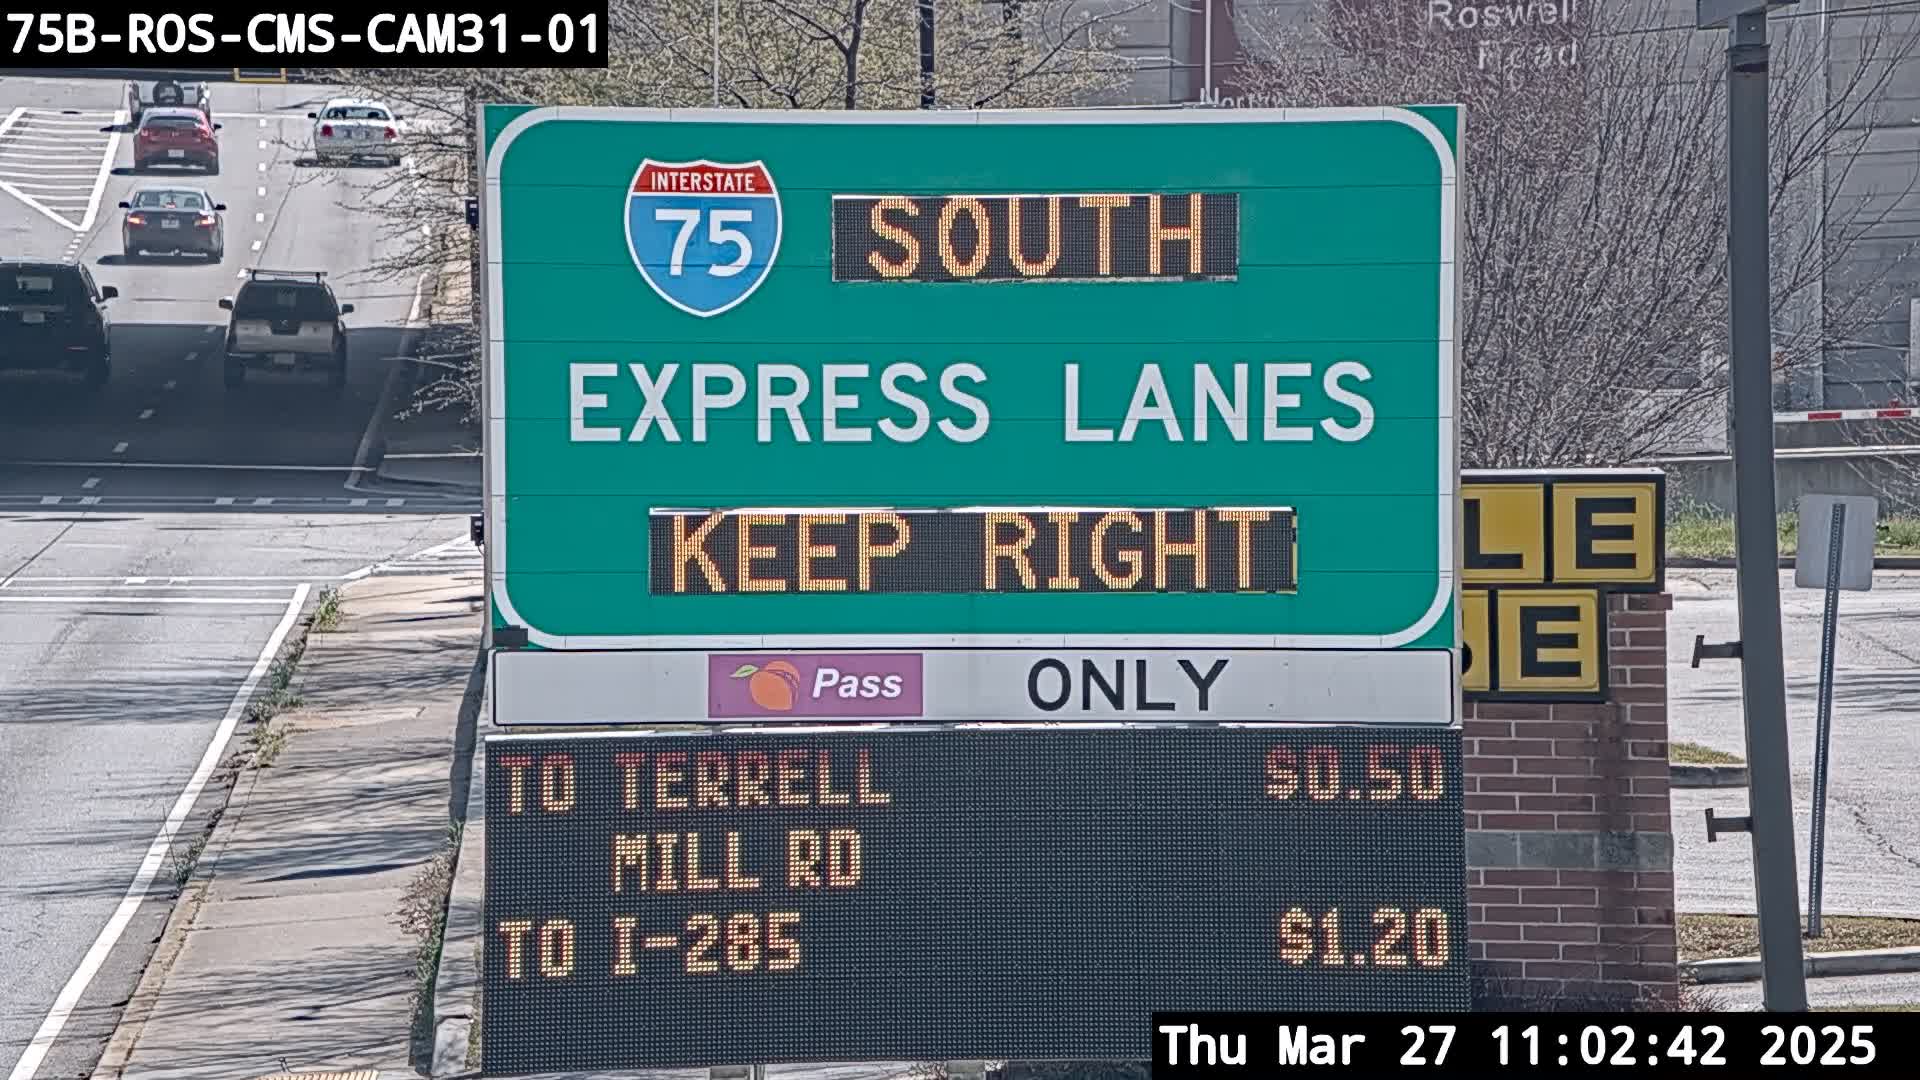 75B-ROS-CMS-CAM31-01
Roswell
Road
INTERSTATE
75
SOUTH
EXPRESS LANES
KEEP RIGHT
LE
E
Pass
ONLY
TO TERRELL $0.50
MILL RD
TO I-285 $1.20
Thu Mar 27 11:02:42 2025